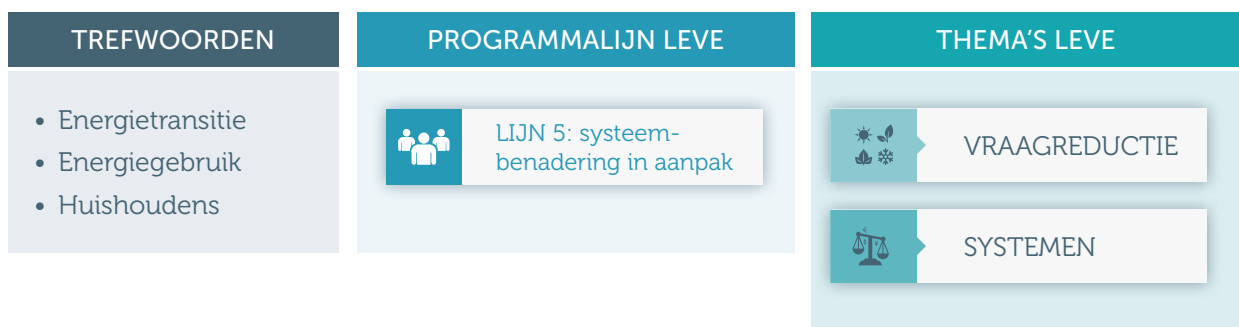 TREFWOORDEN
• Energietransitie
• Energiegebruik
• Huishoudens
PROGRAMMALIJN LEVE
LIJN 5: systeem-
benadering in aanpak
THEMA'S LEVE
VRAAGREDUCTIE
SYSTEMEN